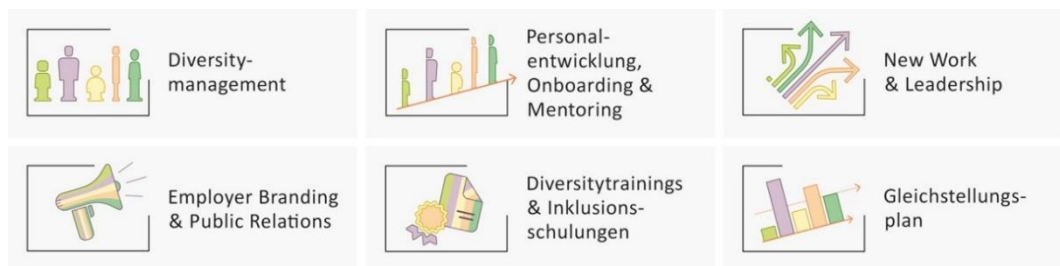 Diversity-
management
Personal-
entwicklung,
Onboarding &
Mentoring
New Work
& Leadership
Employer Branding
& Public Relations
Diversitytrainings
& Inklusions-
schulungen
Gleichstellungs-
plan